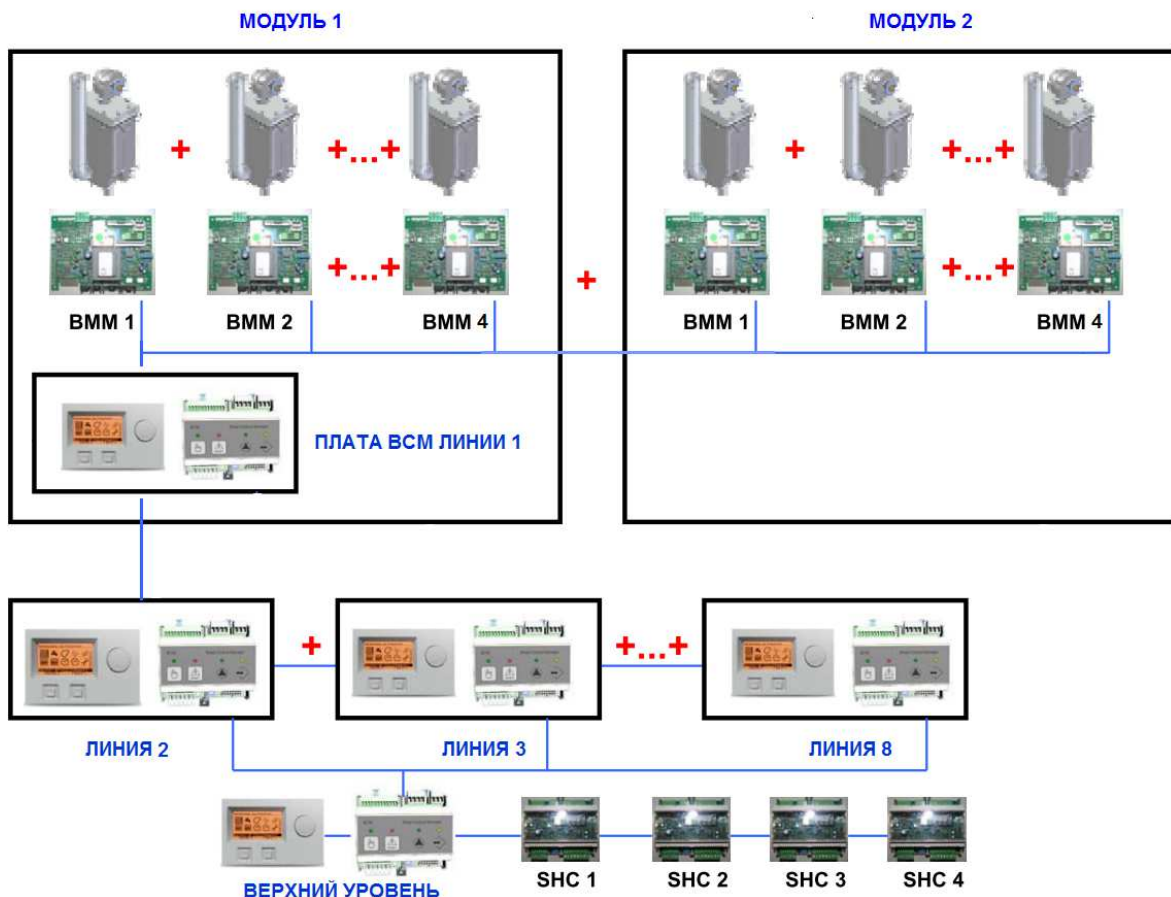 МОДУЛЬ 1
МОДУЛЬ 2
+
+...+
+
+...+
+...+
+
+...+
ВММ 1
ВММ 2
ВММ 4
ВММ 1
ВММ 2
ВММ 4
ПЛАТА ВСМ ЛИНИИ 1
+
+...+
ЛИНИЯ 2
ЛИНИЯ 3
ЛИНИЯ 8
SHC 1
SHC 2
SHC 3
SHC 4
ВЕРХНИЙ УРОВЕНЬ